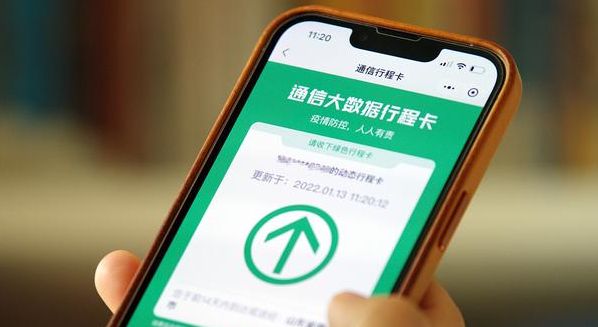 11:20
通信行程卡
通信大数据行程卡
疫情防控，人人有责
请收下绿色行程卡
的动态行程卡
更新于：2022.01.13 11:20:12